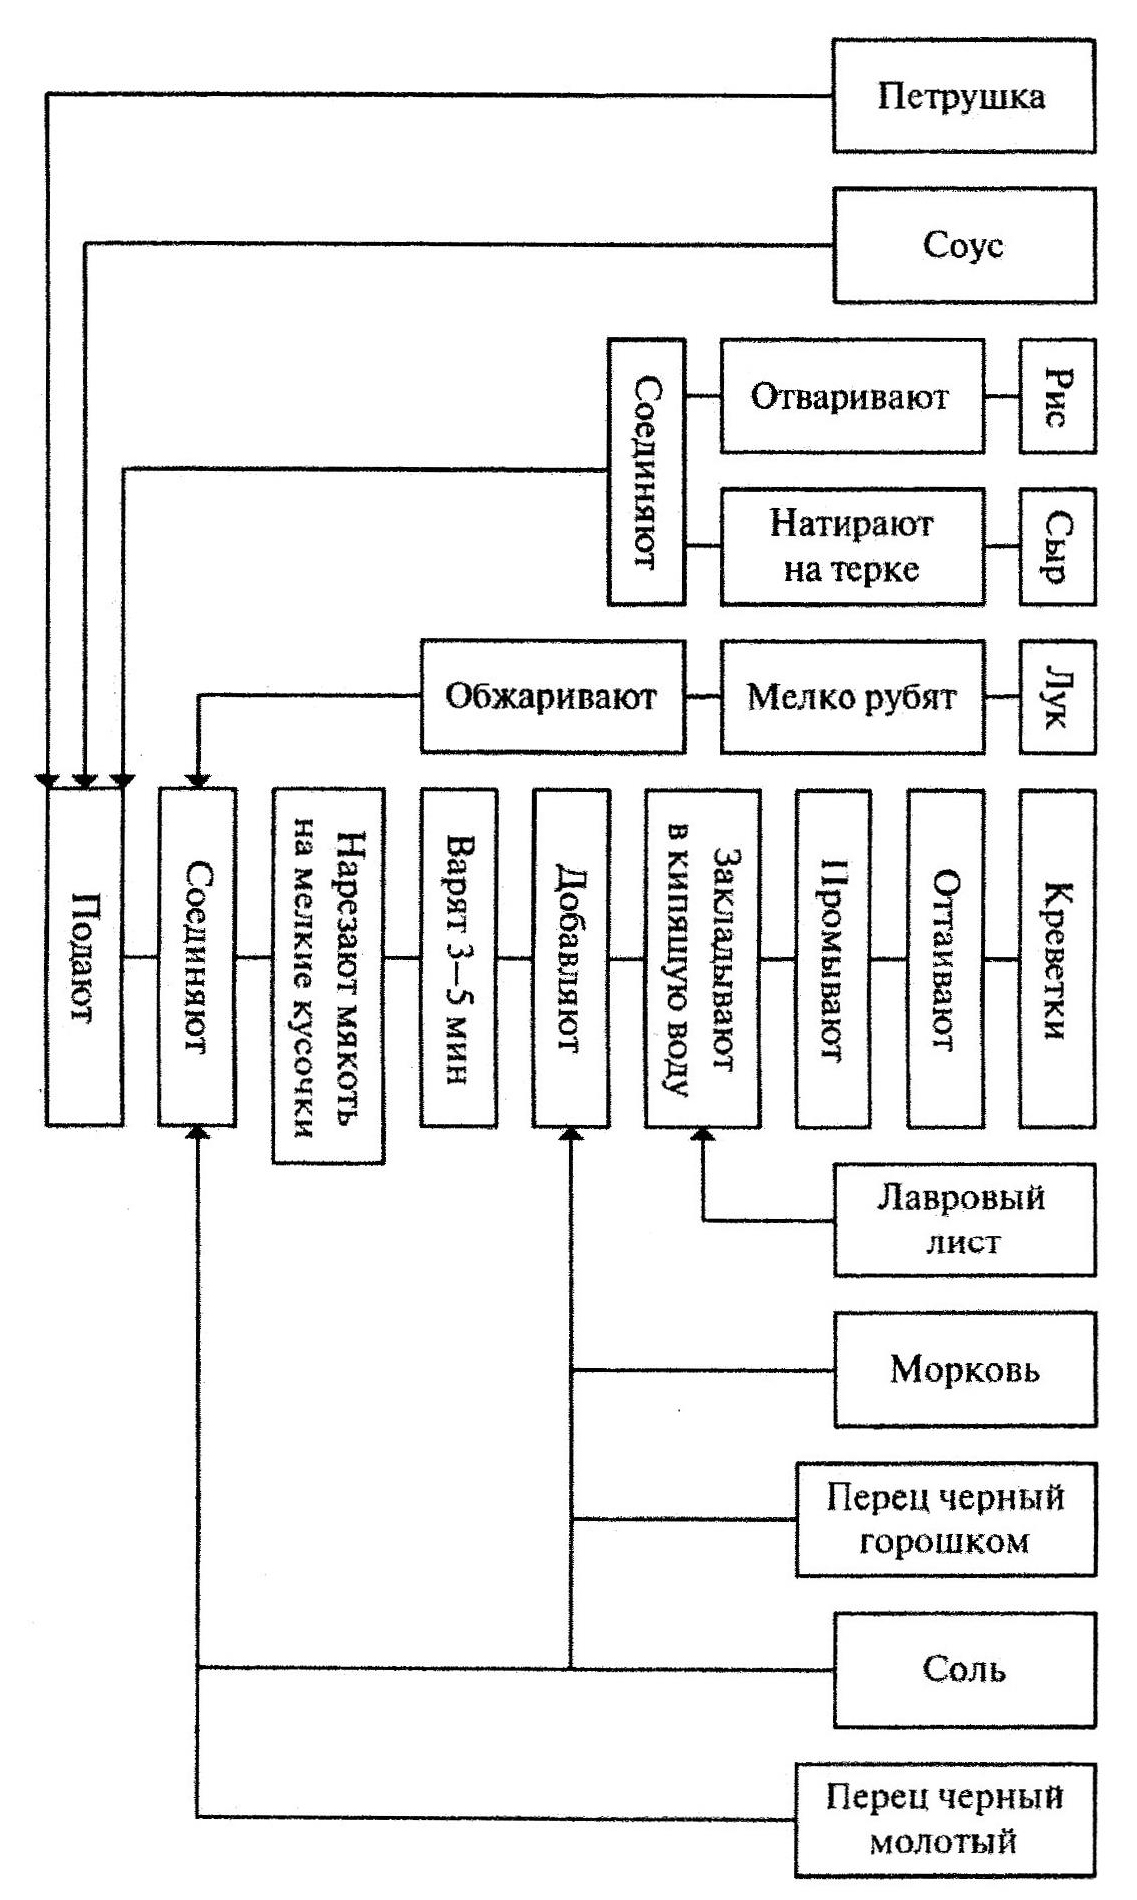 Петрушка
Соус
Рис
Отваривают
Соединяют
Сыр
Натирают
на терке
Лук
Мелко рубят
Обжаривают
Креветки
Оттаивают
Промывают
Закладывают
в кипящую воду
Добавляют
Варят 3–5 мин
Нарезают мякоть
на мелкие кусочки
Соединяют
Подают
Лавровый
лист
Морковь
Перец черный
горошком
Соль
Перец черный
молотый